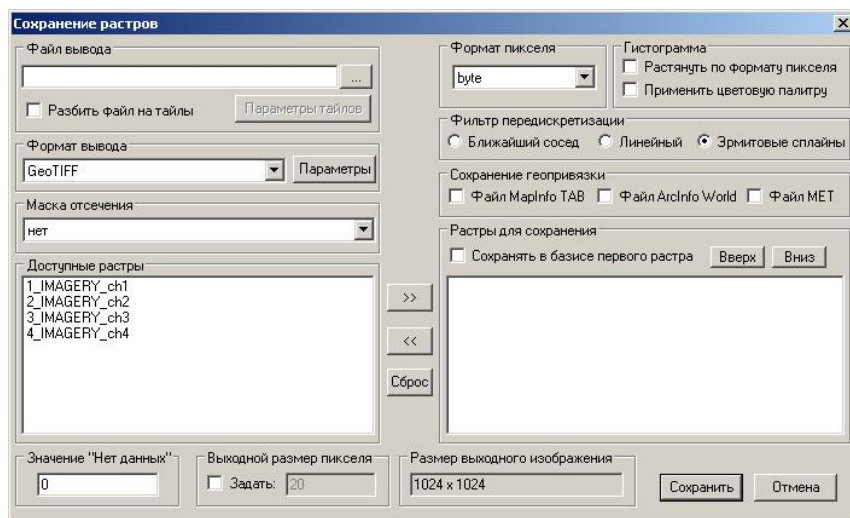 Сохранение растров
Файл вывода
...
Разбить файл на тайлы
Параметры тайлов
Формат вывода
GeoTIFF
Параметры
Маска отсечения
нет
Доступные растры
1_IMAGERY_ch1
2_IMAGERY_ch2
3_IMAGERY_ch3
4_IMAGERY_ch4
>>
<<
Сброс
Формат пикселя
byte
Гистограмма
Растянуть по формату пикселя
Применить цветовую палитру
Фильтр передискретизации
Ближайший сосед Линейный Эрмитовые сплайны
Сохранение геопривязки
Файл MapInfo TAB Файл ArcInfo World Файл MET
Растры для сохранения
Сохранять в базисе первого растра
Вверх
Вниз
Значение "Нет данных"
0
Выходной размер пикселя
Задать: 20
Размер выходного изображения
1024 x 1024
Сохранить
Отмена